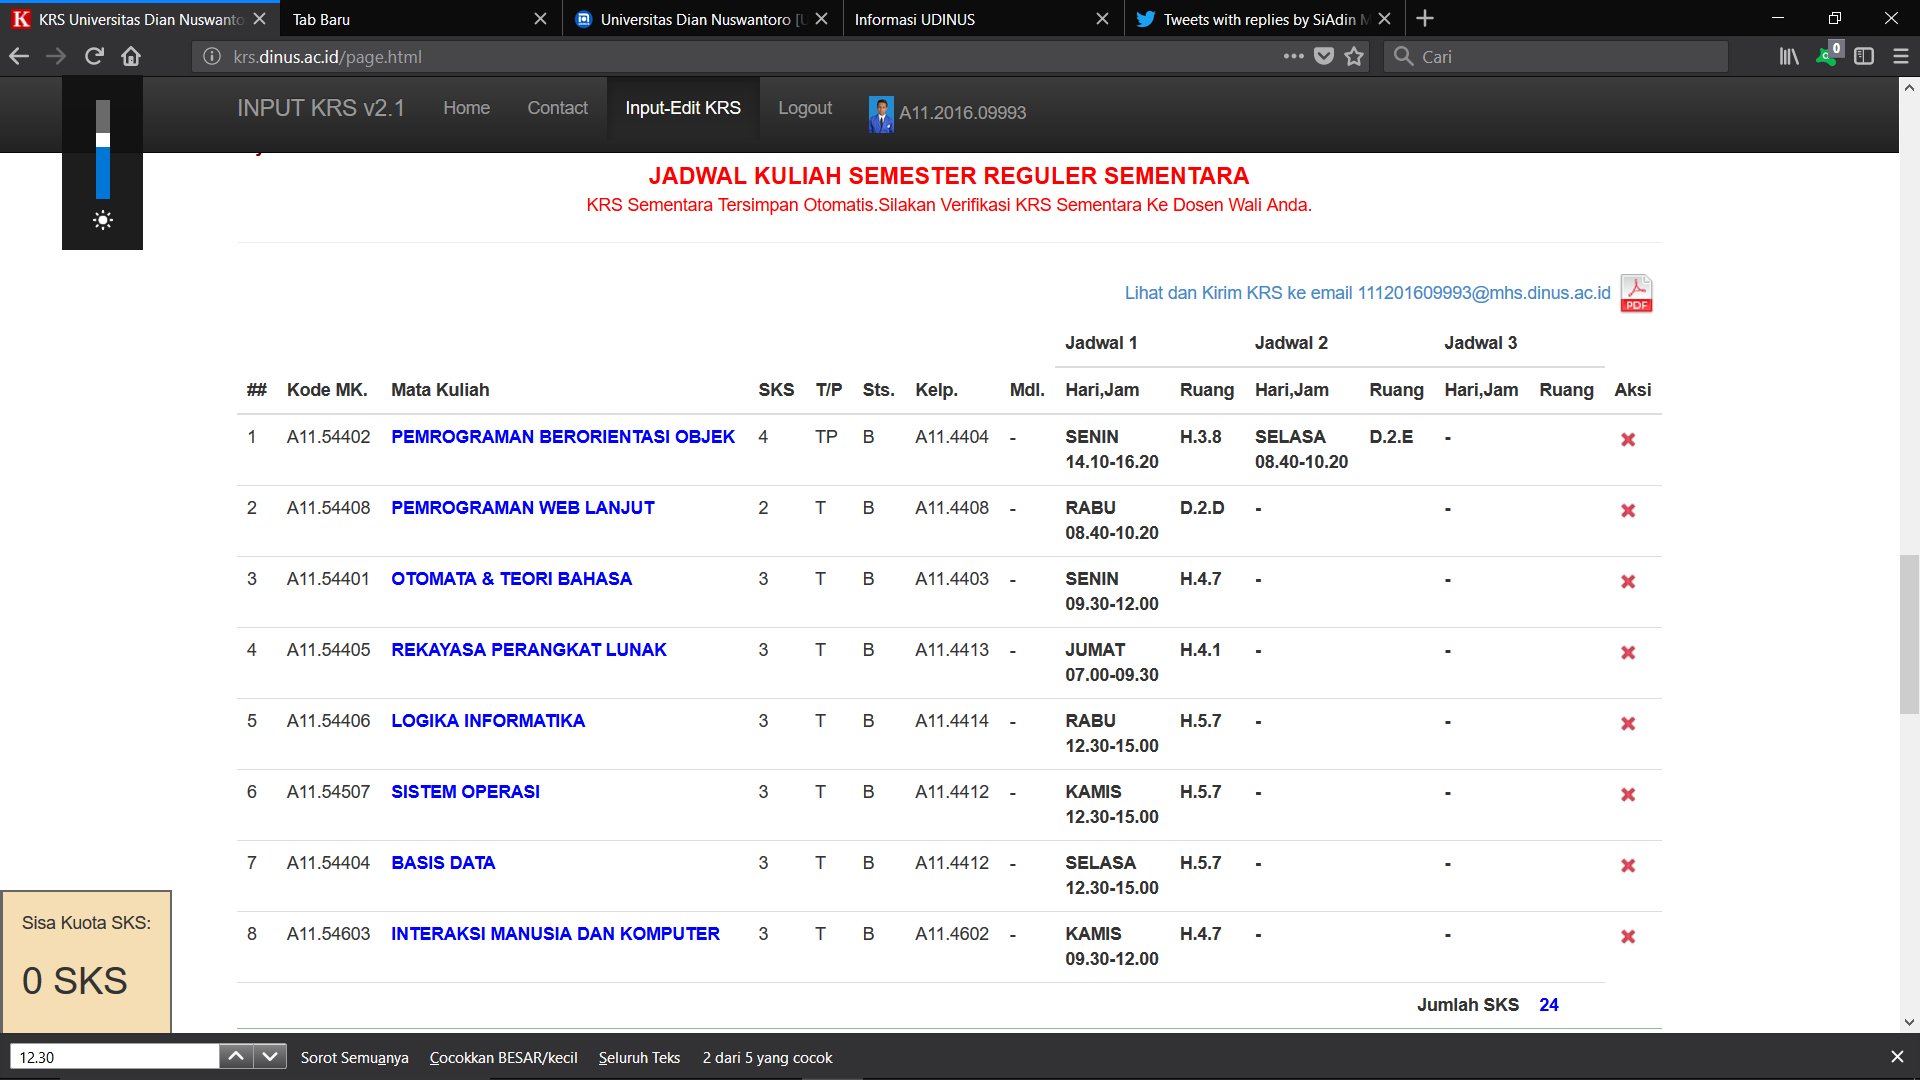 KRS Universitas Dian Nuswanto
Tab Baru
Universitas Dian Nuswantoro [U
Informasi UDINUS
Tweets with replies by SiAdin M
krs.dinus.ac.id/page.html
Cari
0
INPUT KRS v2.1 Home Contact Input-Edit KRS Logout A11.2016.09993
JADWAL KULIAH SEMESTER REGULER SEMENTARA
KRS Sementara Tersimpan Otomatis.Silakan Verifikasi KRS Sementara Ke Dosen Wali Anda.
Lihat dan Kirim KRS ke email 111201609993@mhs.dinus.ac.id PDF
Jadwal 1 Jadwal 2 Jadwal 3
## Kode MK. Mata Kuliah SKS T/P Sts. Kelp. Mdl. Hari,Jam Ruang Hari,Jam Ruang Hari,Jam Ruang Aksi
1 A11.54402 PEMROGRAMAN BERORIENTASI OBJEK 4 TP B A11.4404 - SENIN H.3.8 SELASA D.2.E -
14.10-16.20 08.40-10.20
2 A11.54408 PEMROGRAMAN WEB LANJUT 2 T B A11.4408 - RABU D.2.D - -
08.40-10.20
3 A11.54401 OTOMATA & TEORI BAHASA 3 T B A11.4403 - SENIN H.4.7 - -
09.30-12.00
4 A11.54405 REKAYASA PERANGKAT LUNAK 3 T B A11.4413 - JUMAT H.4.1 - -
07.00-09.30
5 A11.54406 LOGIKA INFORMATIKA 3 T B A11.4414 - RABU H.5.7 - -
12.30-15.00
6 A11.54507 SISTEM OPERASI 3 T B A11.4412 - KAMIS H.5.7 - -
12.30-15.00
7 A11.54404 BASIS DATA 3 T B A11.4412 - SELASA H.5.7 - -
12.30-15.00
8 A11.54603 INTERAKSI MANUSIA DAN KOMPUTER 3 T B A11.4602 - KAMIS H.4.7 - -
09.30-12.00
Jumlah SKS 24
Sisa Kuota SKS:
0 SKS
12.30 Sorot Semuanya Cocokkan BESAR/kecil Seluruh Teks 2 dari 5 yang cocok